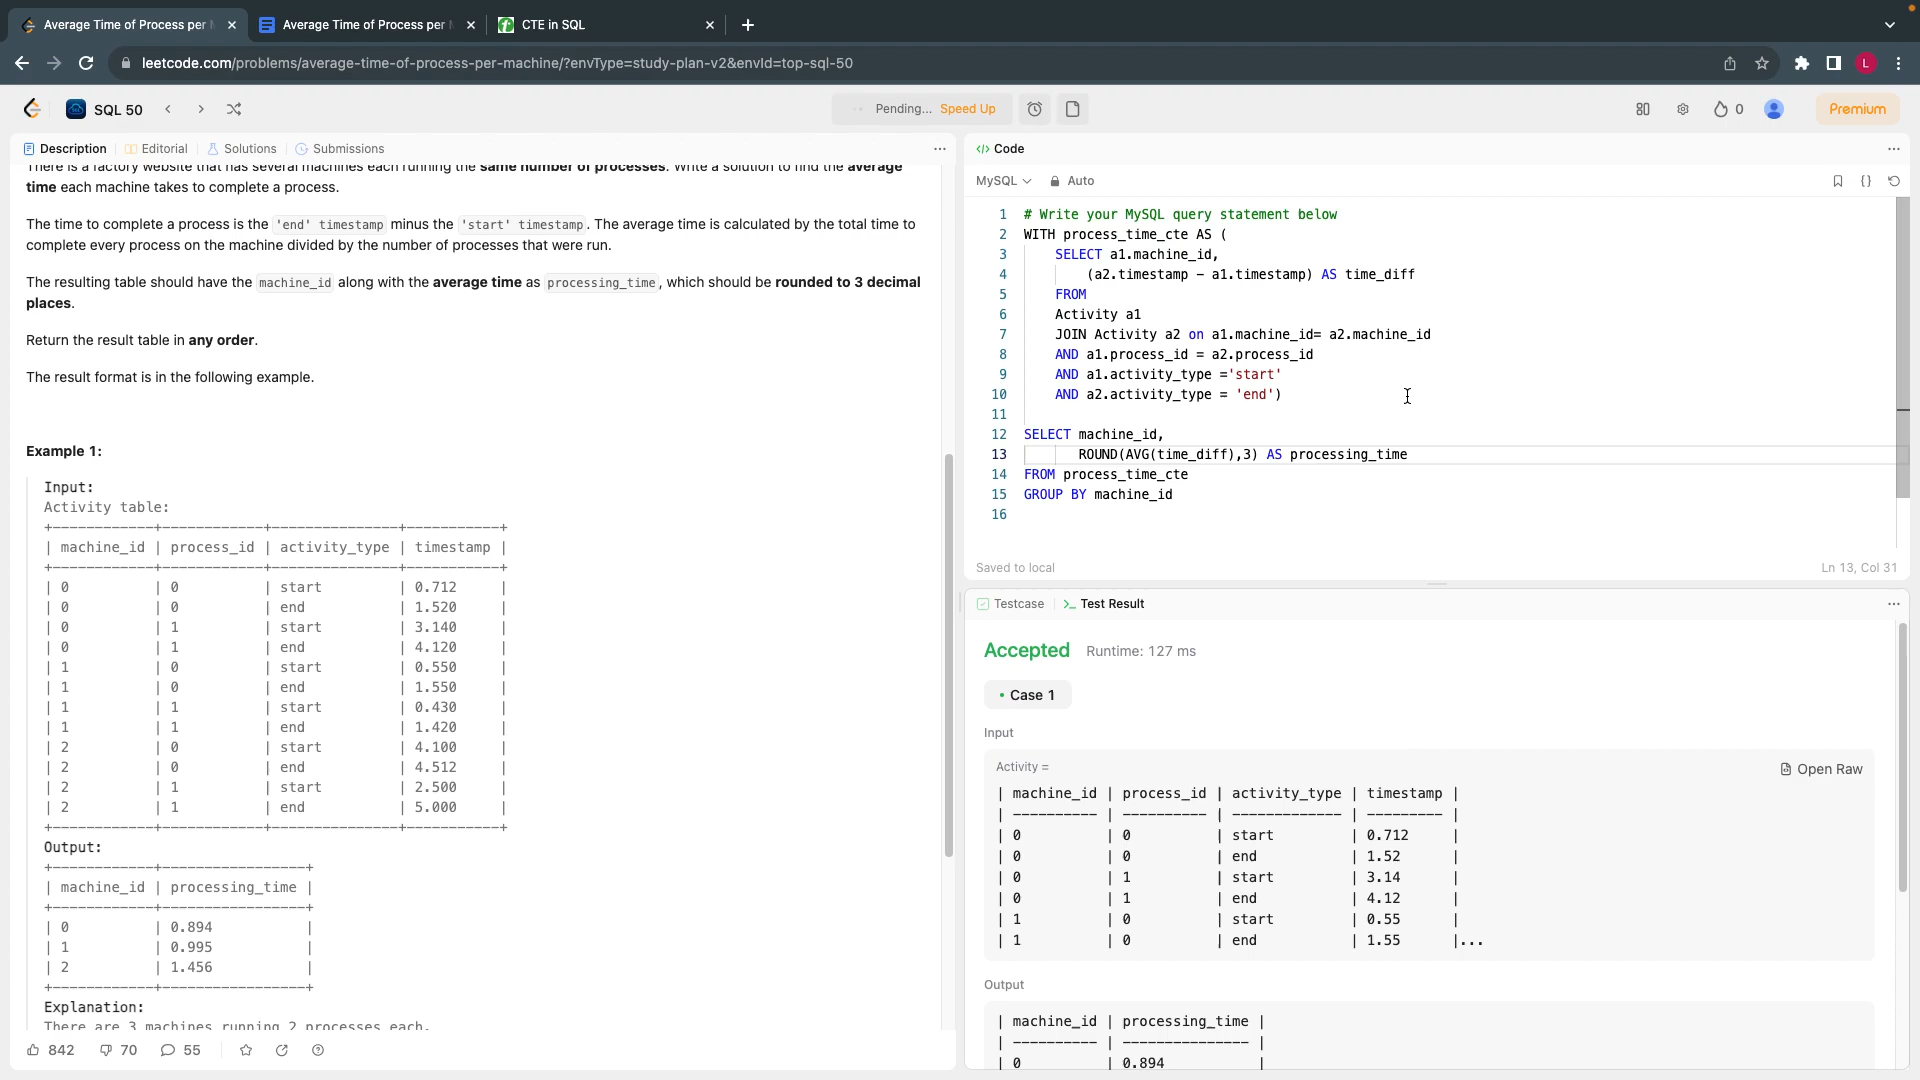 Average Time of Process per M
Average Time of Process per M
CTE in SQL
leetcode.com/problems/average-time-of-process-per-machine/?envType=study-plan-v2&envId=top-sql-50
L
SQL 50
Pending... Speed Up
0
Premium
Description
Editorial
Solutions
Submissions
There is a factory website that has several machines each running the same number of processes. Write a solution to find the average
time each machine takes to complete a process.
The time to complete a process is the 'end' timestamp minus the 'start' timestamp. The average time is calculated by the total time to
complete every process on the machine divided by the number of processes that were run.
The resulting table should have the machine_id along with the average time as processing_time, which should be rounded to 3 decimal
places.
Return the result table in any order.
The result format is in the following example.
Example 1:
Input:
Activity table:
+------------+------------+---------------+-----------+
| machine_id | process_id | activity_type | timestamp |
+------------+------------+---------------+-----------+
| 0 | 0 | start | 0.712 |
| 0 | 0 | end | 1.520 |
| 0 | 1 | start | 3.140 |
| 0 | 1 | end | 4.120 |
| 1 | 0 | start | 0.550 |
| 1 | 0 | end | 1.550 |
| 1 | 1 | start | 0.430 |
| 1 | 1 | end | 1.420 |
| 2 | 0 | start | 4.100 |
| 2 | 0 | end | 4.512 |
| 2 | 1 | start | 2.500 |
| 2 | 1 | end | 5.000 |
+------------+------------+---------------+-----------+
Output:
+------------+-----------------+
| machine_id | processing_time |
+------------+-----------------+
| 0 | 0.894 |
| 1 | 0.995 |
| 2 | 1.456 |
+------------+-----------------+
Explanation:
There are 3 machines running 2 processes each.
842
70
55
</> Code
MySQL
Auto
1 # Write your MySQL query statement below
2 WITH process_time_cte AS (
3 SELECT a1.machine_id,
4 (a2.timestamp - a1.timestamp) AS time_diff
5 FROM
6 Activity a1
7 JOIN Activity a2 on a1.machine_id= a2.machine_id
8 AND a1.process_id = a2.process_id
9 AND a1.activity_type ='start'
10 AND a2.activity_type = 'end')
11
12 SELECT machine_id,
13 ROUND(AVG(time_diff),3) AS processing_time
14 FROM process_time_cte
15 GROUP BY machine_id
16
Saved to local
Ln 13, Col 31
Testcase
>_ Test Result
Accepted Runtime: 127 ms
• Case 1
Input
Activity =
Open Raw
| machine_id | process_id | activity_type | timestamp |
| ---------- | ---------- | ------------- | --------- |
| 0 | 0 | start | 0.712 |
| 0 | 0 | end | 1.52 |
| 0 | 1 | start | 3.14 |
| 0 | 1 | end | 4.12 |
| 1 | 0 | start | 0.55 |
| 1 | 0 | end | 1.55 |...
Output
| machine_id | processing_time |
| ---------- | --------------- |
| 0 | 0.894 |